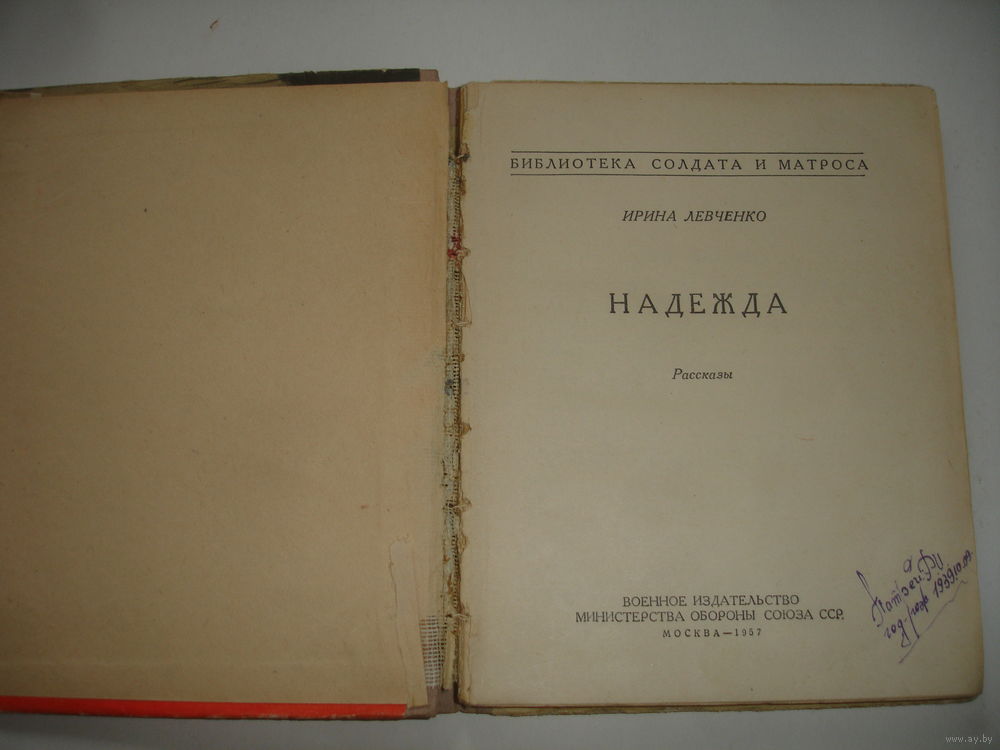 БИБЛИОТЕКА СОЛДАТА И МАТРОСА
ИРИНА ЛЕВЧЕНКО
НАДЕЖДА
Рассказы
ВОЕННОЕ ИЗДАТЕЛЬСТВО
МИНИСТЕРСТВА ОБОРОНЫ СОЮЗА ССР
МОСКВА—1957
www.ay.by